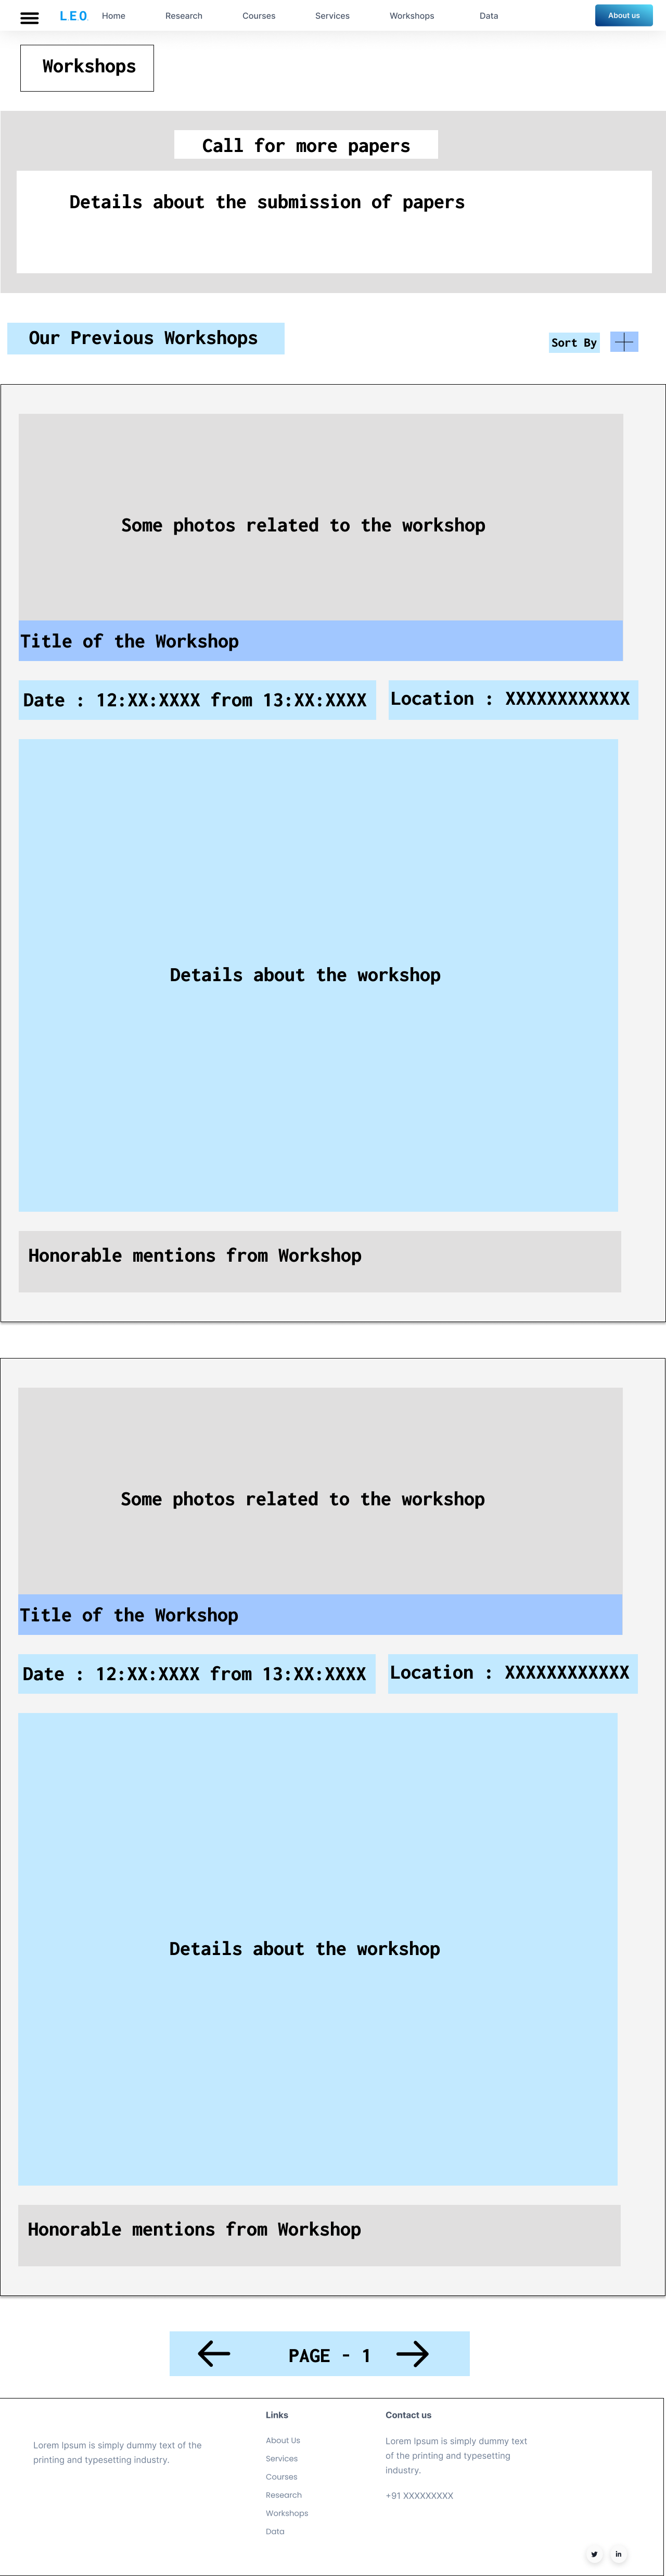 LEO Home Research Courses Services Workshops Data About us
Workshops
Call for more papers
Details about the submission of papers
Our Previous Workshops
Sort By
Some photos related to the workshop
Title of the Workshop
Date : 12:XX:XXXX from 13:XX:XXXX
Location : XXXXXXXXXXXX
Details about the workshop
Honorable mentions from Workshop
Some photos related to the workshop
Title of the Workshop
Date : 12:XX:XXXX from 13:XX:XXXX
Location : XXXXXXXXXXXX
Details about the workshop
Honorable mentions from Workshop
PAGE - 1
Lorem Ipsum is simply dummy text of the
printing and typesetting industry.
Links
About Us
Services
Courses
Research
Workshops
Data
Contact us
Lorem Ipsum is simply dummy text
of the printing and typesetting
industry.
+91 XXXXXXXXX
in